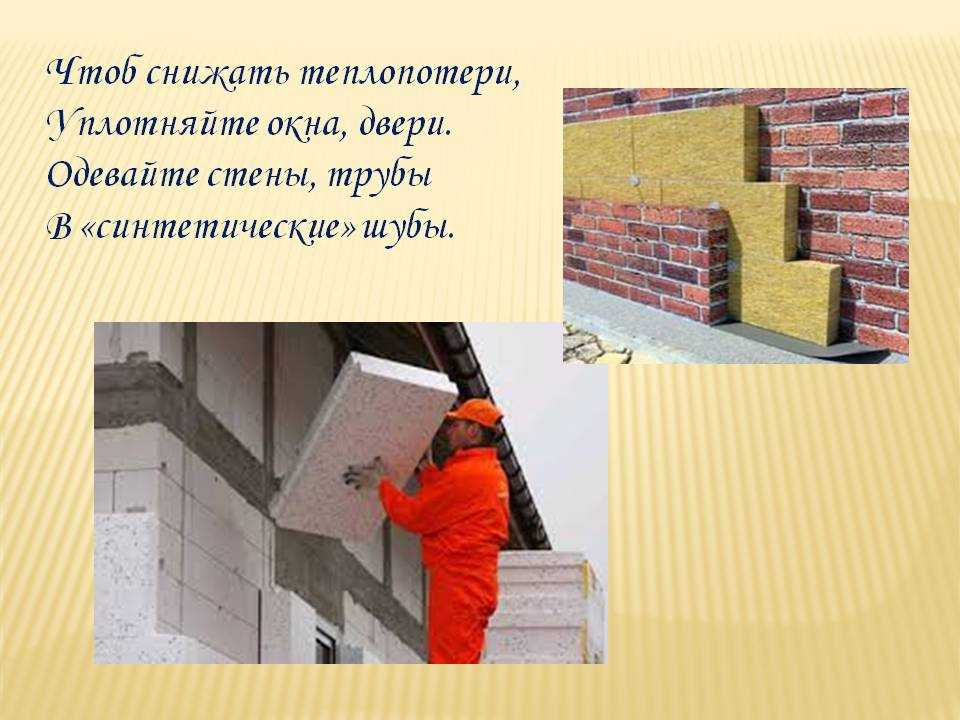 Чтоб снижать теплопотери,
Уплотняйте окна, двери.
Одевайте стены, трубы
В «синтетические» шубы.